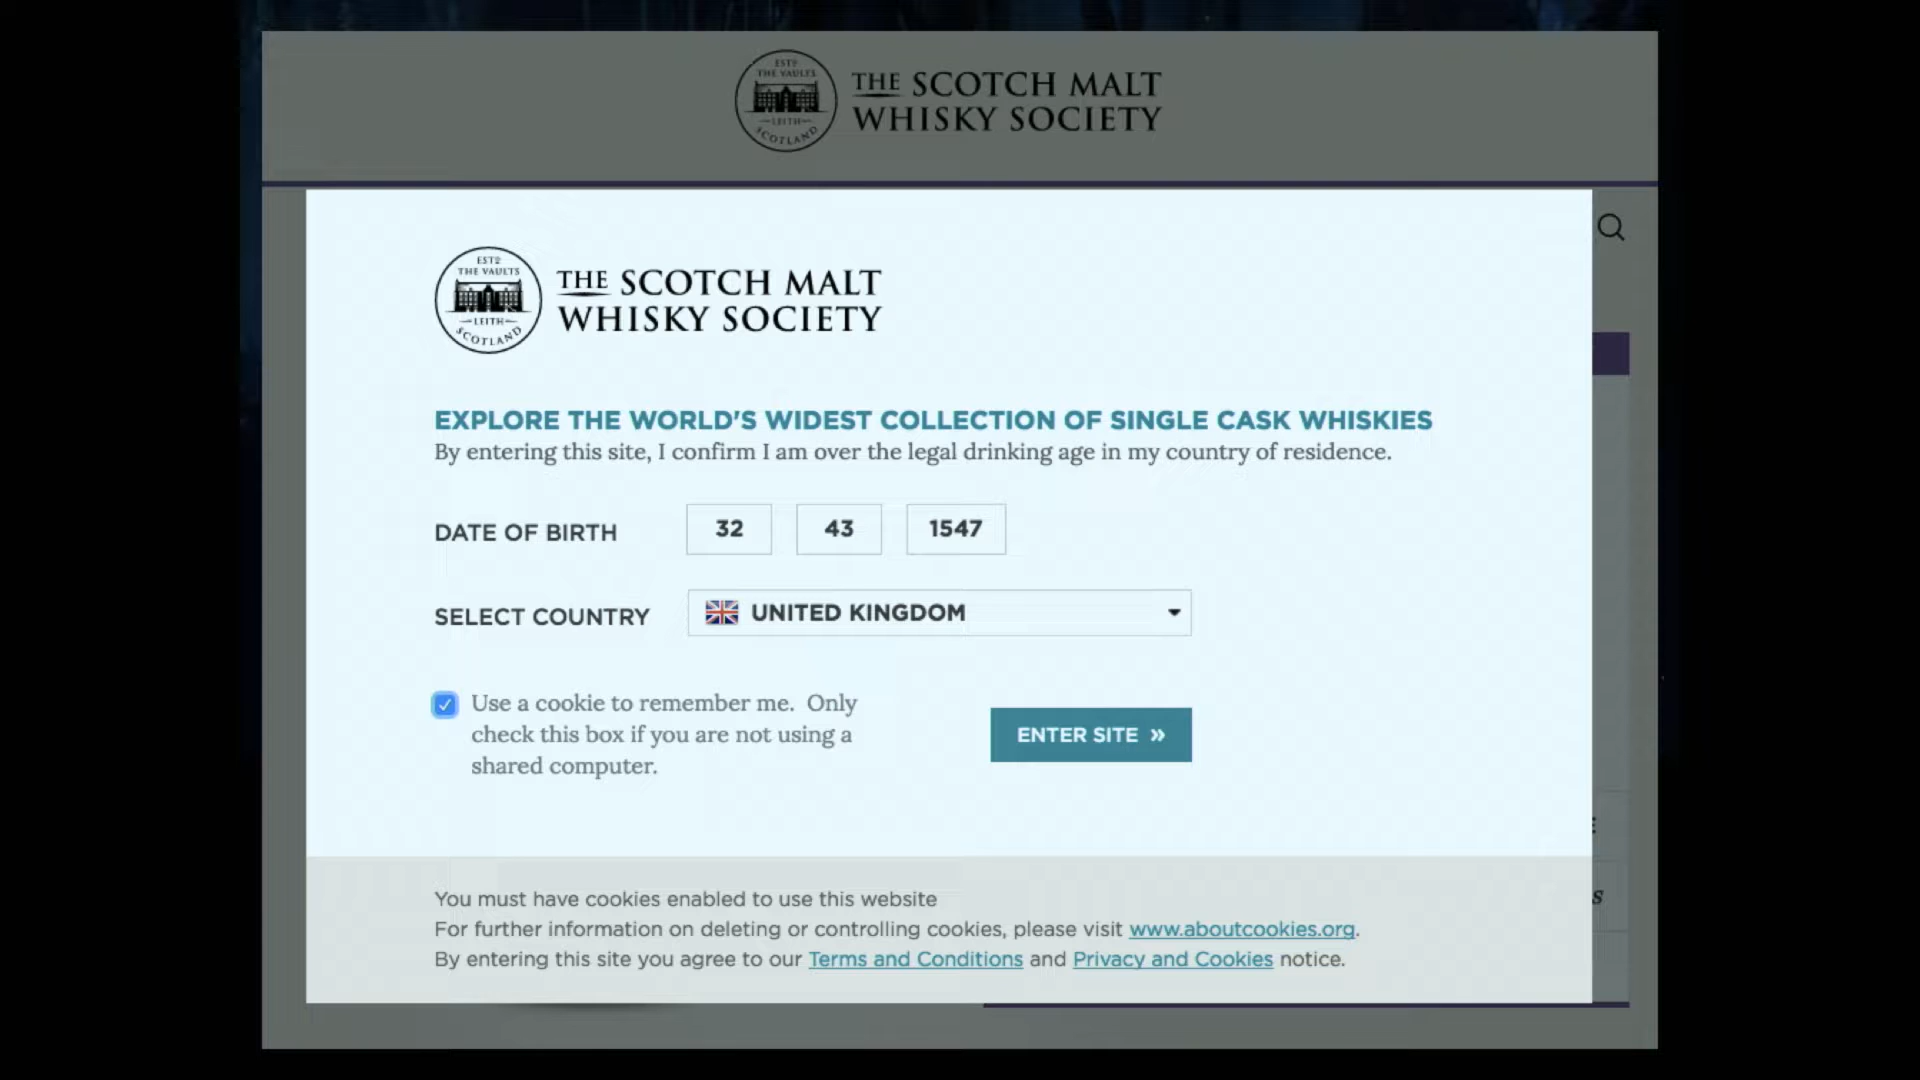 ESTD
THE VAULTS
LEITH
SCOTLAND
THE SCOTCH MALT
WHISKY SOCIETY
ESTD
THE VAULTS
LEITH
SCOTLAND
THE SCOTCH MALT
WHISKY SOCIETY
EXPLORE THE WORLD'S WIDEST COLLECTION OF SINGLE CASK WHISKIES
By entering this site, I confirm I am over the legal drinking age in my country of residence.
DATE OF BIRTH 32 43 1547
SELECT COUNTRY UNITED KINGDOM
Use a cookie to remember me. Only
check this box if you are not using a
shared computer.
ENTER SITE »
You must have cookies enabled to use this website
For further information on deleting or controlling cookies, please visit www.aboutcookies.org.
By entering this site you agree to our Terms and Conditions and Privacy and Cookies notice.